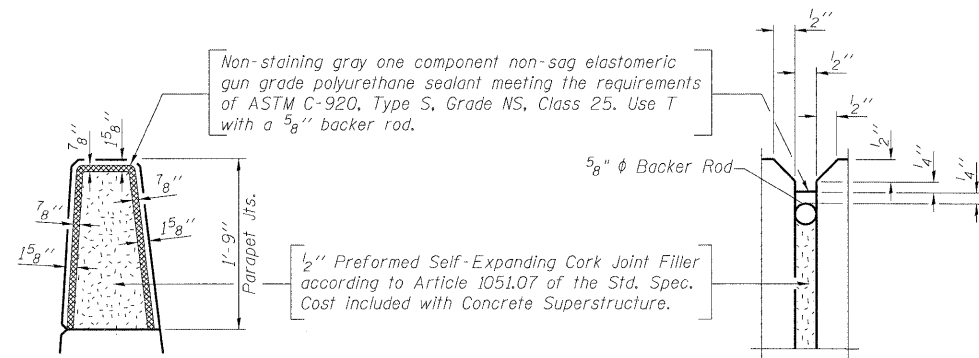 1/2"
Non-staining gray one component non-sag elastomeric
gun grade polyurethane sealant meeting the requirements
of ASTM C-920, Type S, Grade NS, Class 25. Use T
with a 5/8" backer rod.
1/2"
1/2"
1/2"
1/4"
1/4"
7/8"
1 5/8"
5/8" φ Backer Rod
7/8"
7/8"
1 5/8"
1 5/8"
1'-9"
Parapet Jts.
1/2" Preformed Self-Expanding Cork Joint Filler
according to Article 1051.07 of the Std. Spec.
Cost included with Concrete Superstructure.